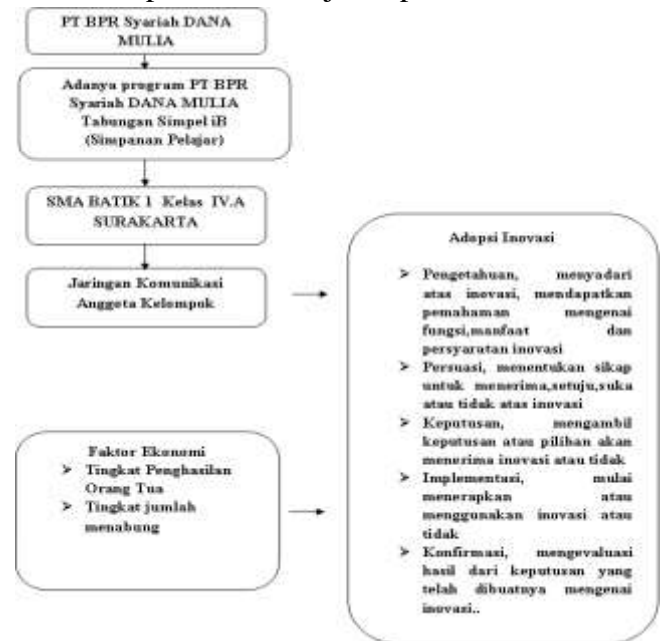 PT BPR Syariah DANA
MULIA
Adanya program PT BPR
Syariah DANA MULIA
Tabungan Simpel iB
(Simpanan Pelajar)
SMA BATIK 1 Kelas IV.A
SURAKARTA
Jaringan Komunikasi
Anggota Kelompok
Faktor Ekonomi
➢ Tingkat Penghasilan
Orang Tua
➢ Tingkat jumlah
menabung
Adopsi Inovasi
➢ Pengetahuan, menyadari
atas inovasi, mendapatkan
pemahaman mengenai
fungsi,manfaat dan
persyaratan inovasi
➢ Persuasi, menentukan sikap
untuk menerima,setuju,suka
atau tidak atas inovasi
➢ Keputusan, mengambil
keputusan atau pilihan akan
menerima inovasi atau tidak
➢ Implementasi, mulai
menerapkan atau
menggunakan inovasi atau
tidak
➢ Konfirmasi, mengevaluasi
hasil dari keputusan yang
telah dibuatnya mengenai
inovasi..